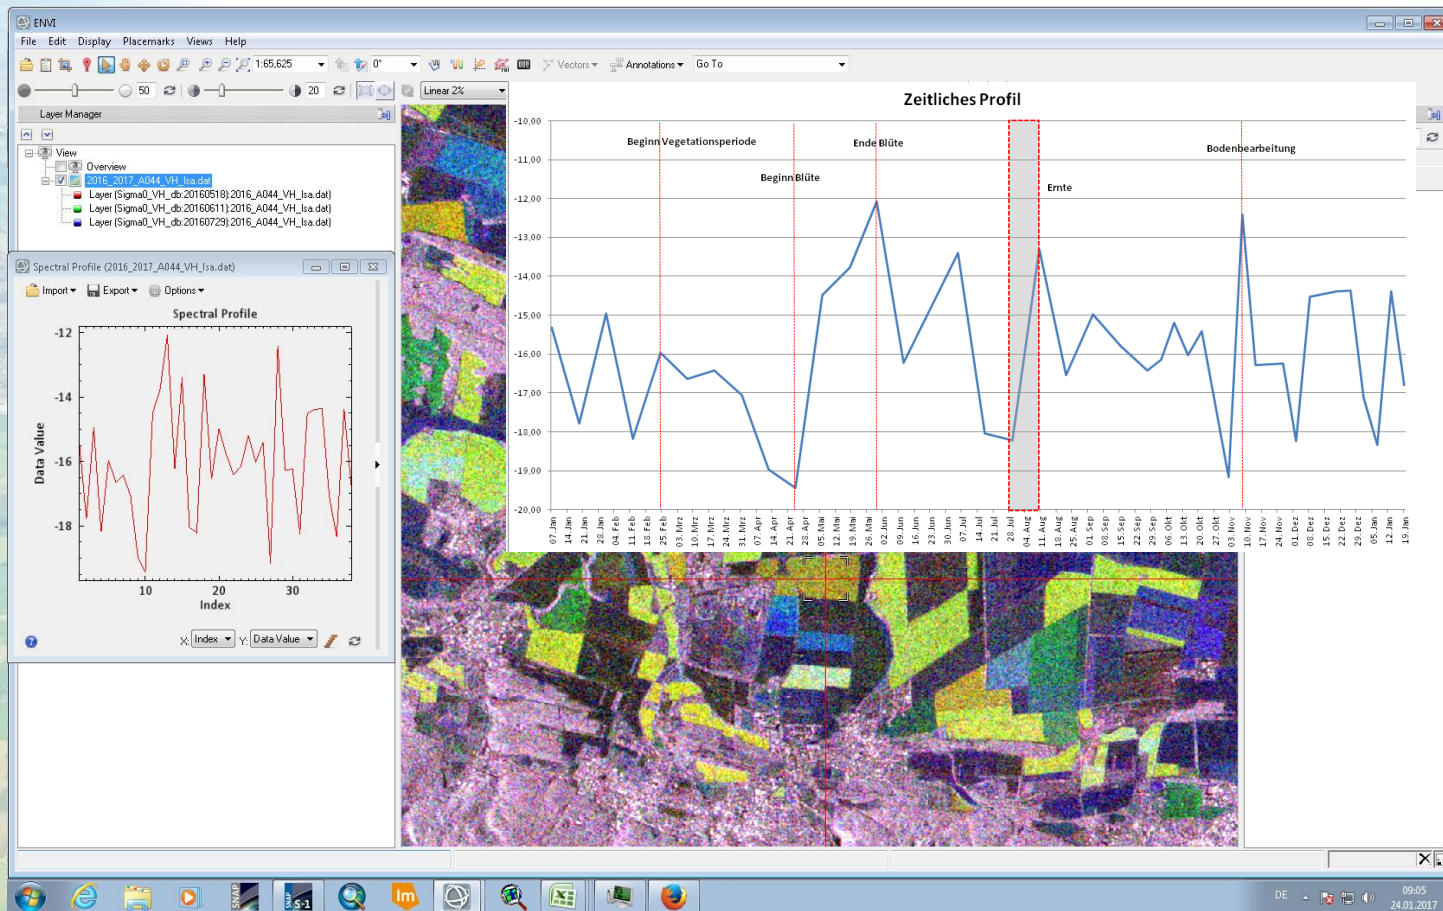 ENVI
File Edit Display Placemarks Views Help
1:65,625 0° Vectors Annotations Go To
50 20 Linear 2%
Layer Manager
View
Overview
2016_2017_A044_VH_lsa.dat
Layer (Sigma0_VH_db:20160518):2016_A044_VH_lsa.dat)
Layer (Sigma0_VH_db:20160611):2016_A044_VH_lsa.dat)
Layer (Sigma0_VH_db:20160729):2016_A044_VH_lsa.dat)
Spectral Profile (2016_2017_A044_VH_lsa.dat)
Import Export Options
Spectral Profile
-12
-14
-16
-18
Data Value
10 20 30
Index
X: Index Y: Data Value
Zeitliches Profil
-10,00
-11,00
-12,00
-13,00
-14,00
-15,00
-16,00
-17,00
-18,00
-19,00
-20,00
Beginn Vegetationsperiode
Beginn Blüte
Ende Blüte
Ernte
Bodenbearbeitung
07.Jan
14.Jan
21.Jan
28.Jan
04.Feb
11.Feb
18.Feb
25.Feb
03.Mrz
10.Mrz
17.Mrz
24.Mrz
31.Mrz
07.Apr
14.Apr
21.Apr
28.Apr
05.Mai
12.Mai
19.Mai
26.Mai
02.Jun
09.Jun
16.Jun
23.Jun
30.Jun
07.Jul
14.Jul
21.Jul
28.Jul
04.Aug
11.Aug
18.Aug
25.Aug
01.Sep
08.Sep
15.Sep
22.Sep
29.Sep
06.Okt
13.Okt
20.Okt
27.Okt
03.Nov
10.Nov
17.Nov
24.Nov
01.Dez
08.Dez
15.Dez
22.Dez
29.Dez
05.Jan
12.Jan
19.Jan
SNAP
SNAP S-1
Im
DE
09:05
24.01.2017